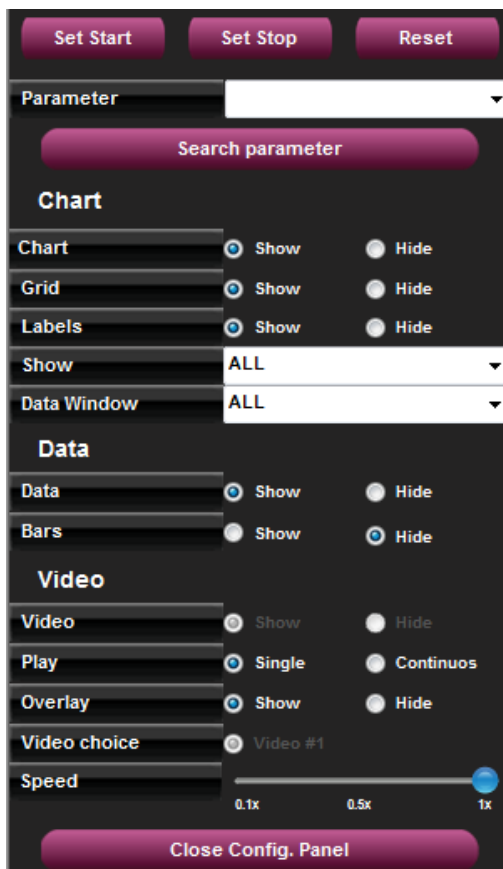 Set Start Set Stop Reset
Parameter
Search parameter
Chart
Chart Show Hide
Grid Show Hide
Labels Show Hide
Show ALL
Data Window ALL
Data
Data Show Hide
Bars Show Hide
Video
Video Show Hide
Play Single Continuos
Overlay Show Hide
Video choice Video #1
Speed
0.1x 0.5x 1x
Close Config. Panel